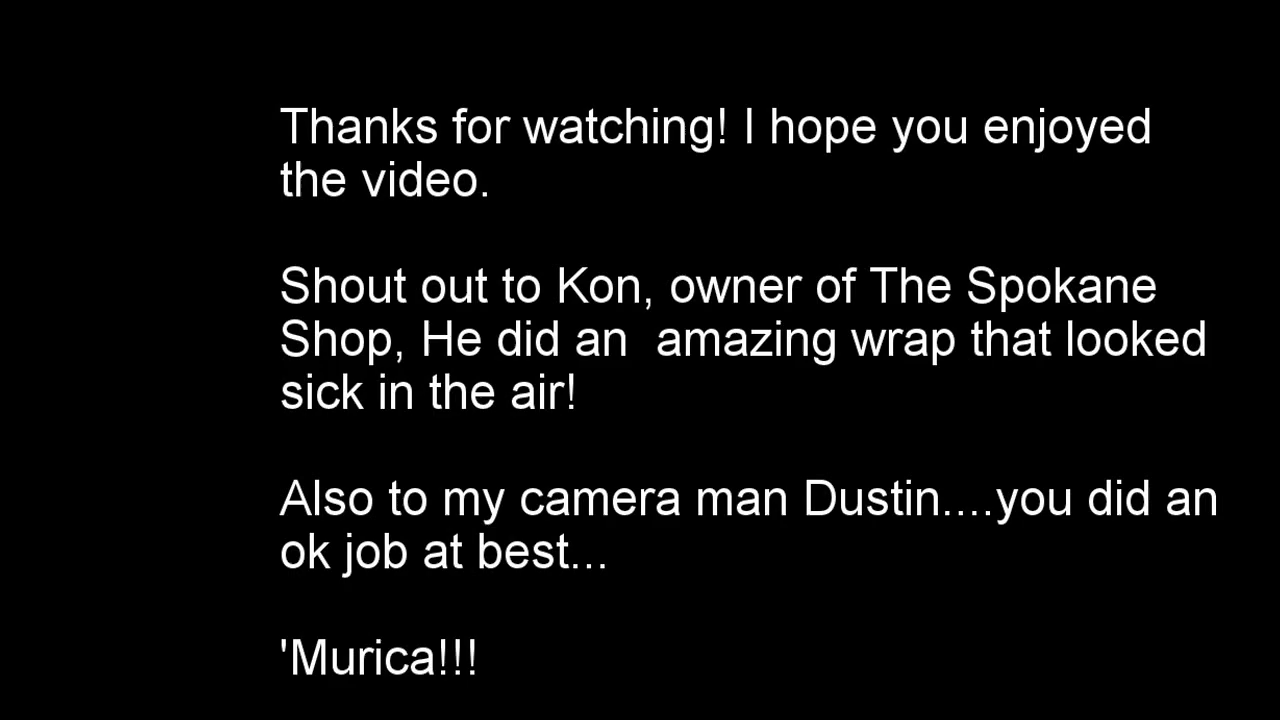 Thanks for watching! I hope you enjoyed
the video.
Shout out to Kon, owner of The Spokane
Shop, He did an  amazing wrap that looked
sick in the air!
Also to my camera man Dustin....you did an
ok job at best...
'Murica!!!